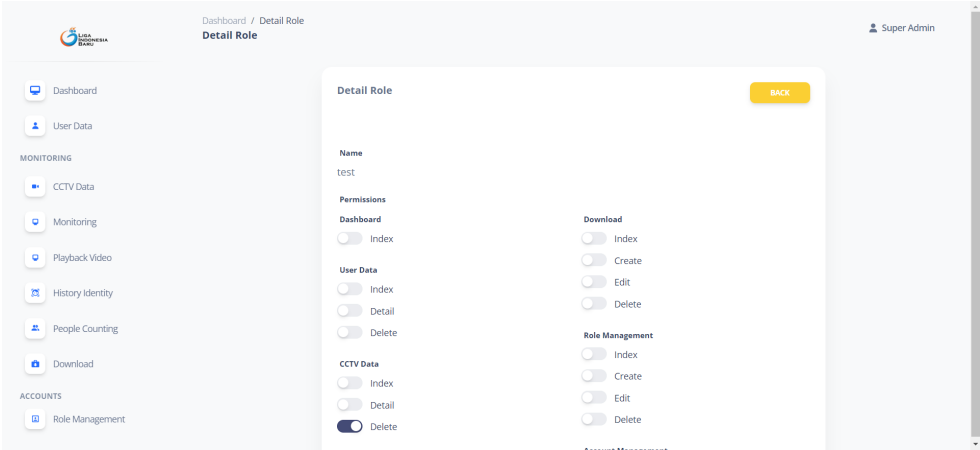 LIGA
INDONESIA
BARU
Dashboard / Detail Role
Detail Role
Super Admin
Dashboard
User Data
MONITORING
CCTV Data
Monitoring
Playback Video
History Identity
People Counting
Download
ACCOUNTS
Role Management
Detail Role
BACK
Name
test
Permissions
Dashboard
Index
User Data
Index
Detail
Delete
CCTV Data
Index
Detail
Delete
Download
Index
Create
Edit
Delete
Role Management
Index
Create
Edit
Delete
Account Management